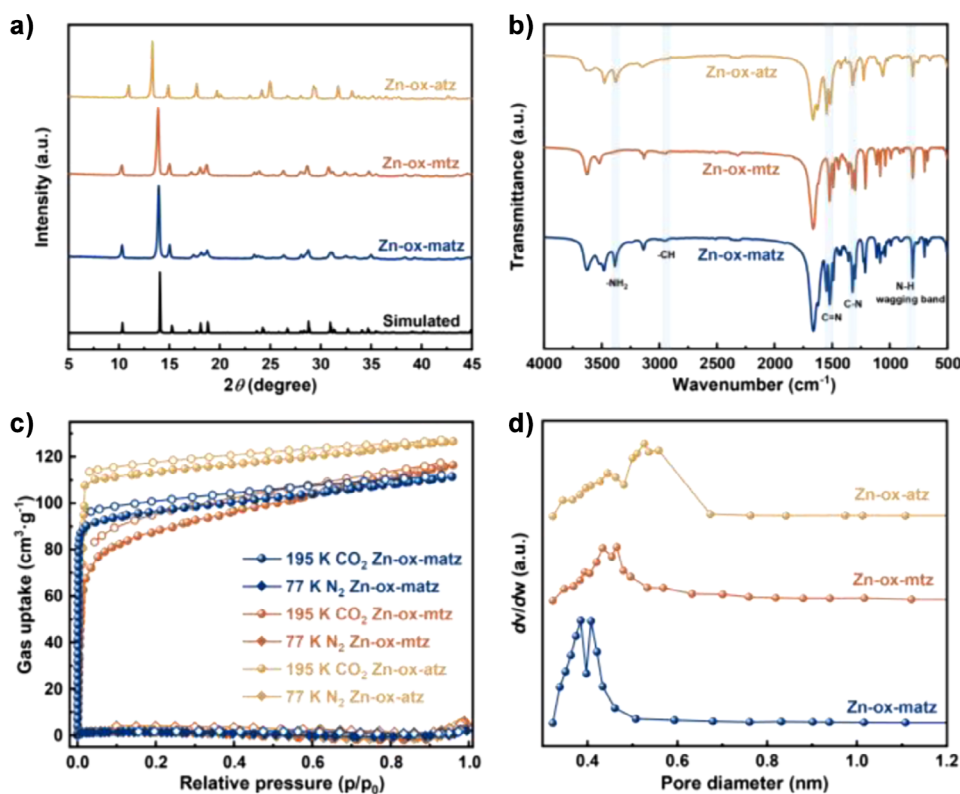 a)
Intensity (a.u.)
Zn-ox-atz
Zn-ox-mtz
Zn-ox-matz
Simulated
5 10 15 20 25 30 35 40 45
2θ (degree)
b)
Transmittance (a.u.)
Zn-ox-atz
Zn-ox-mtz
Zn-ox-matz
-NH₂
-CH
C=N
C-N
N-H
wagging band
4000 3500 3000 2500 2000 1500 1000 500
Wavenumber (cm⁻¹)
c)
Gas uptake (cm³·g⁻¹)
120
100
80
60
40
20
0
195 K CO₂ Zn-ox-matz
77 K N₂ Zn-ox-matz
195 K CO₂ Zn-ox-mtz
77 K N₂ Zn-ox-mtz
195 K CO₂ Zn-ox-atz
77 K N₂ Zn-ox-atz
0.0 0.2 0.4 0.6 0.8 1.0
Relative pressure (p/p₀)
d)
dv/dw (a.u.)
Zn-ox-atz
Zn-ox-mtz
Zn-ox-matz
0.4 0.6 0.8 1.0 1.2
Pore diameter (nm)